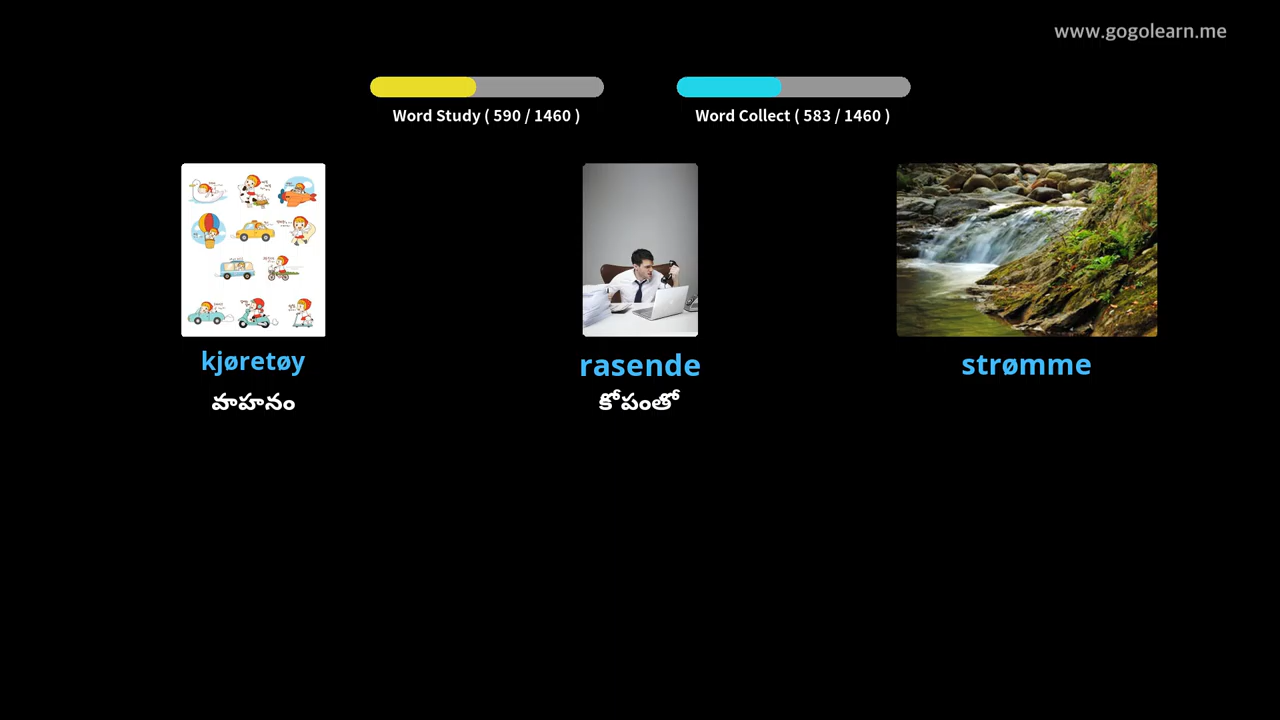 www.gogolearn.me
Word Study ( 590 / 1460 )
Word Collect ( 583 / 1460 )
kjøretøy
rasende
strømme
వాహనం
కోపంతో